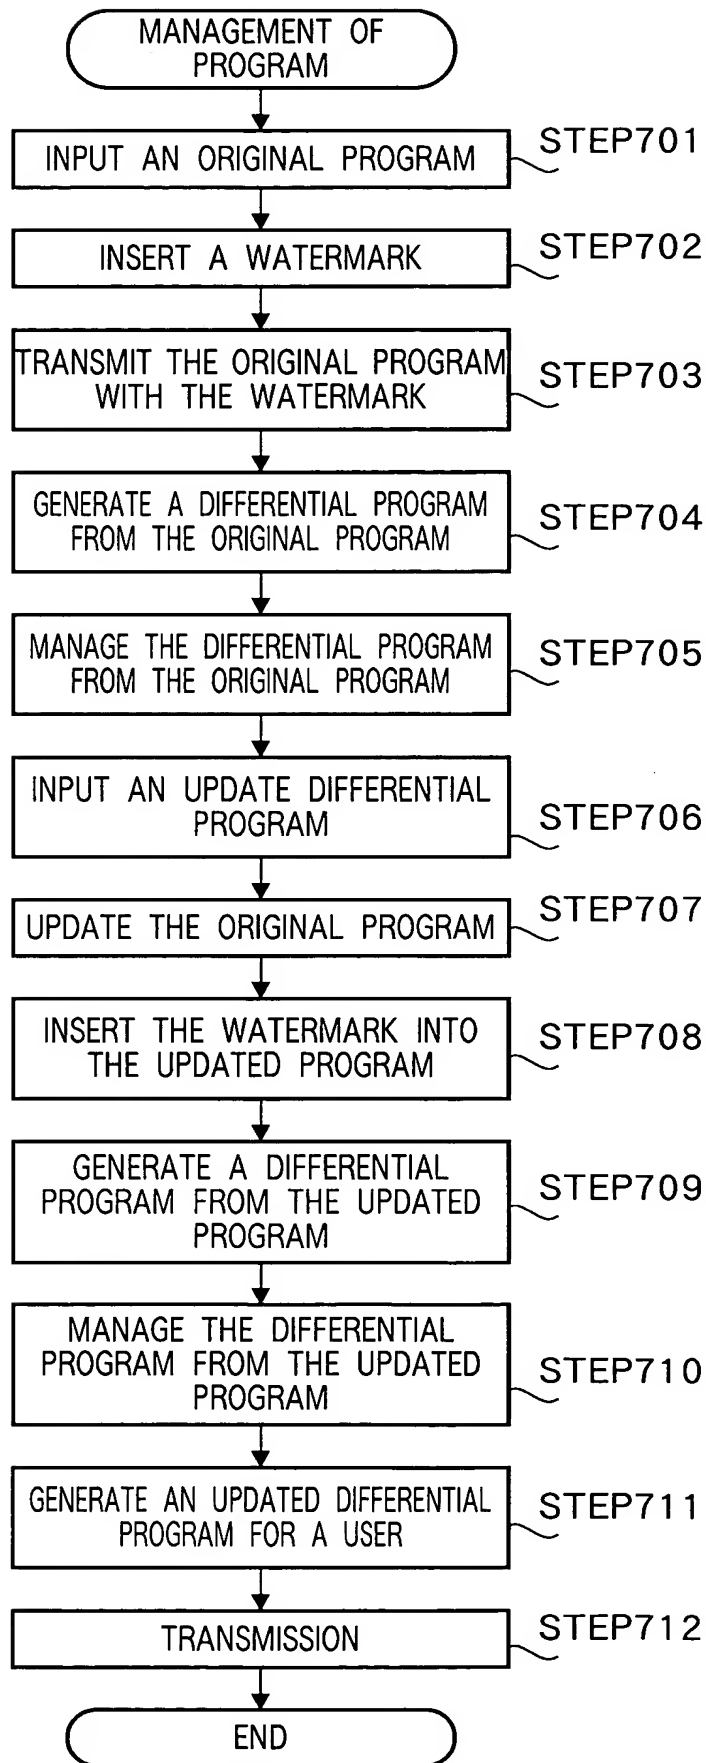 MANAGEMENT OF
PROGRAM
INPUT AN ORIGINAL PROGRAM
STEP701
INSERT A WATERMARK
STEP702
TRANSMIT THE ORIGINAL PROGRAM
WITH THE WATERMARK
STEP703
GENERATE A DIFFERENTIAL PROGRAM
FROM THE ORIGINAL PROGRAM
STEP704
MANAGE THE DIFFERENTIAL PROGRAM
FROM THE ORIGINAL PROGRAM
STEP705
INPUT AN UPDATE DIFFERENTIAL
PROGRAM
STEP706
UPDATE THE ORIGINAL PROGRAM
STEP707
INSERT THE WATERMARK INTO
THE UPDATED PROGRAM
STEP708
GENERATE A DIFFERENTIAL
PROGRAM FROM THE UPDATED
PROGRAM
STEP709
MANAGE THE DIFFERENTIAL
PROGRAM FROM THE UPDATED
PROGRAM
STEP710
GENERATE AN UPDATED DIFFERENTIAL
PROGRAM FOR A USER
STEP711
TRANSMISSION
STEP712
END